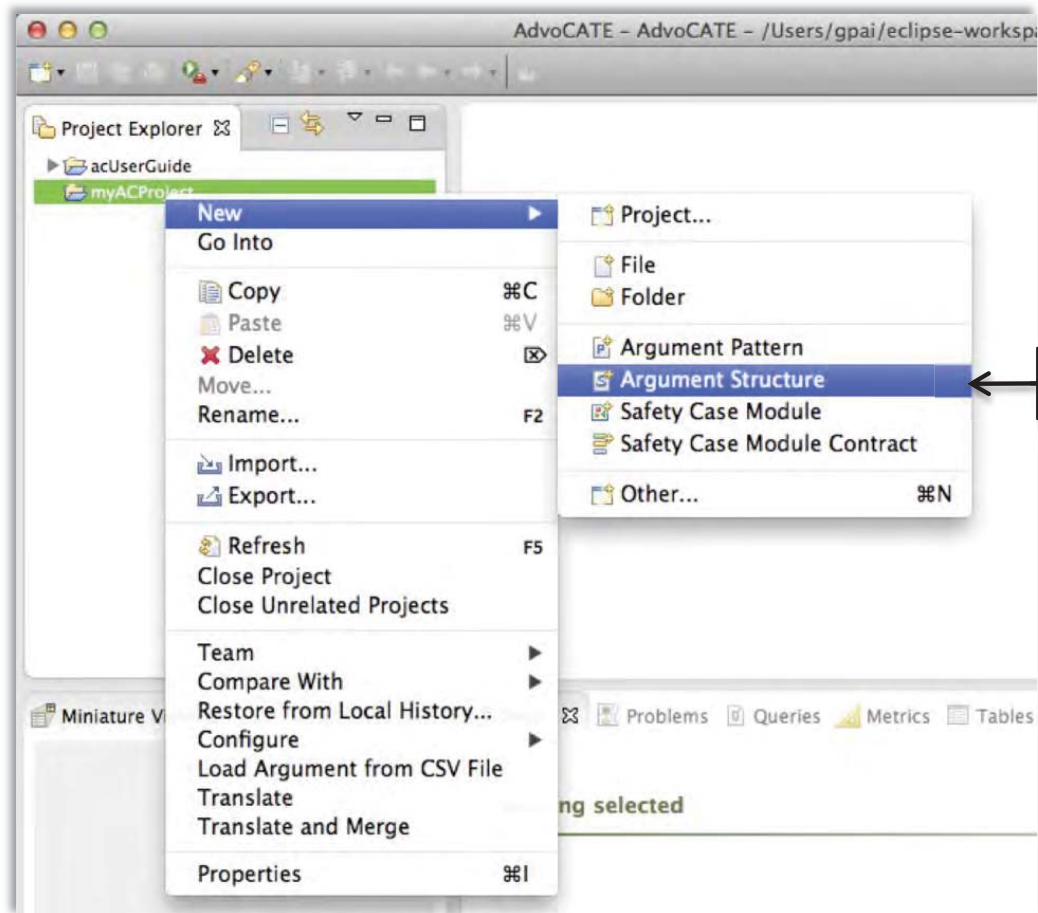 AdvoCATE – AdvoCATE – /Users/gpai/eclipse-workspa
Project Explorer
acUserGuide
myACProject
New
Go Into
Copy ⌘C
Paste ⌘V
Delete ⌦
Move...
Rename... F2
Import...
Export...
Refresh F5
Close Project
Close Unrelated Projects
Team
Compare With
Restore from Local History...
Configure
Load Argument from CSV File
Translate
Translate and Merge
Properties ⌘I
Project...
File
Folder
Argument Pattern
Argument Structure
Safety Case Module
Safety Case Module Contract
Other... ⌘N
Miniature V
Problems Queries Metrics Tables
ng selected